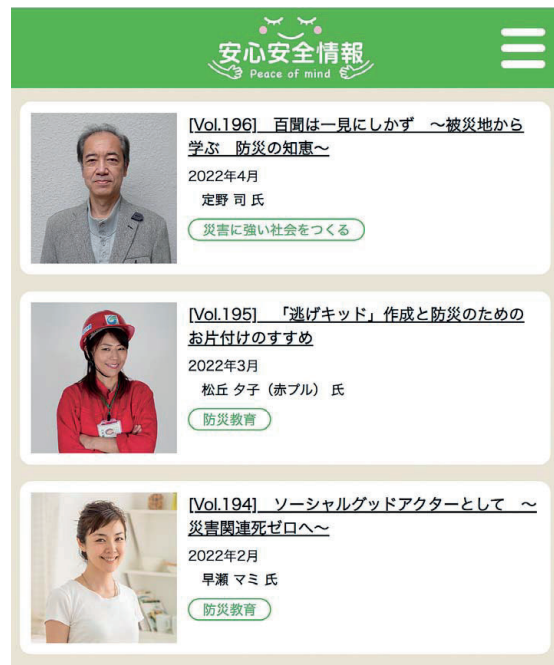 安心安全情報
Peace of mind
[Vol.196]　百聞は一見にしかず　～被災地から
学ぶ　防災の知恵～
2022年4月
定野 司 氏
災害に強い社会をつくる
[Vol.195]　「逃げキッド」作成と防災のための
お片付けのすすめ
2022年3月
松丘 夕子（赤プル） 氏
防災教育
[Vol.194]　ソーシャルグッドアクターとして　～
災害関連死ゼロへ～
2022年2月
早瀬 マミ 氏
防災教育